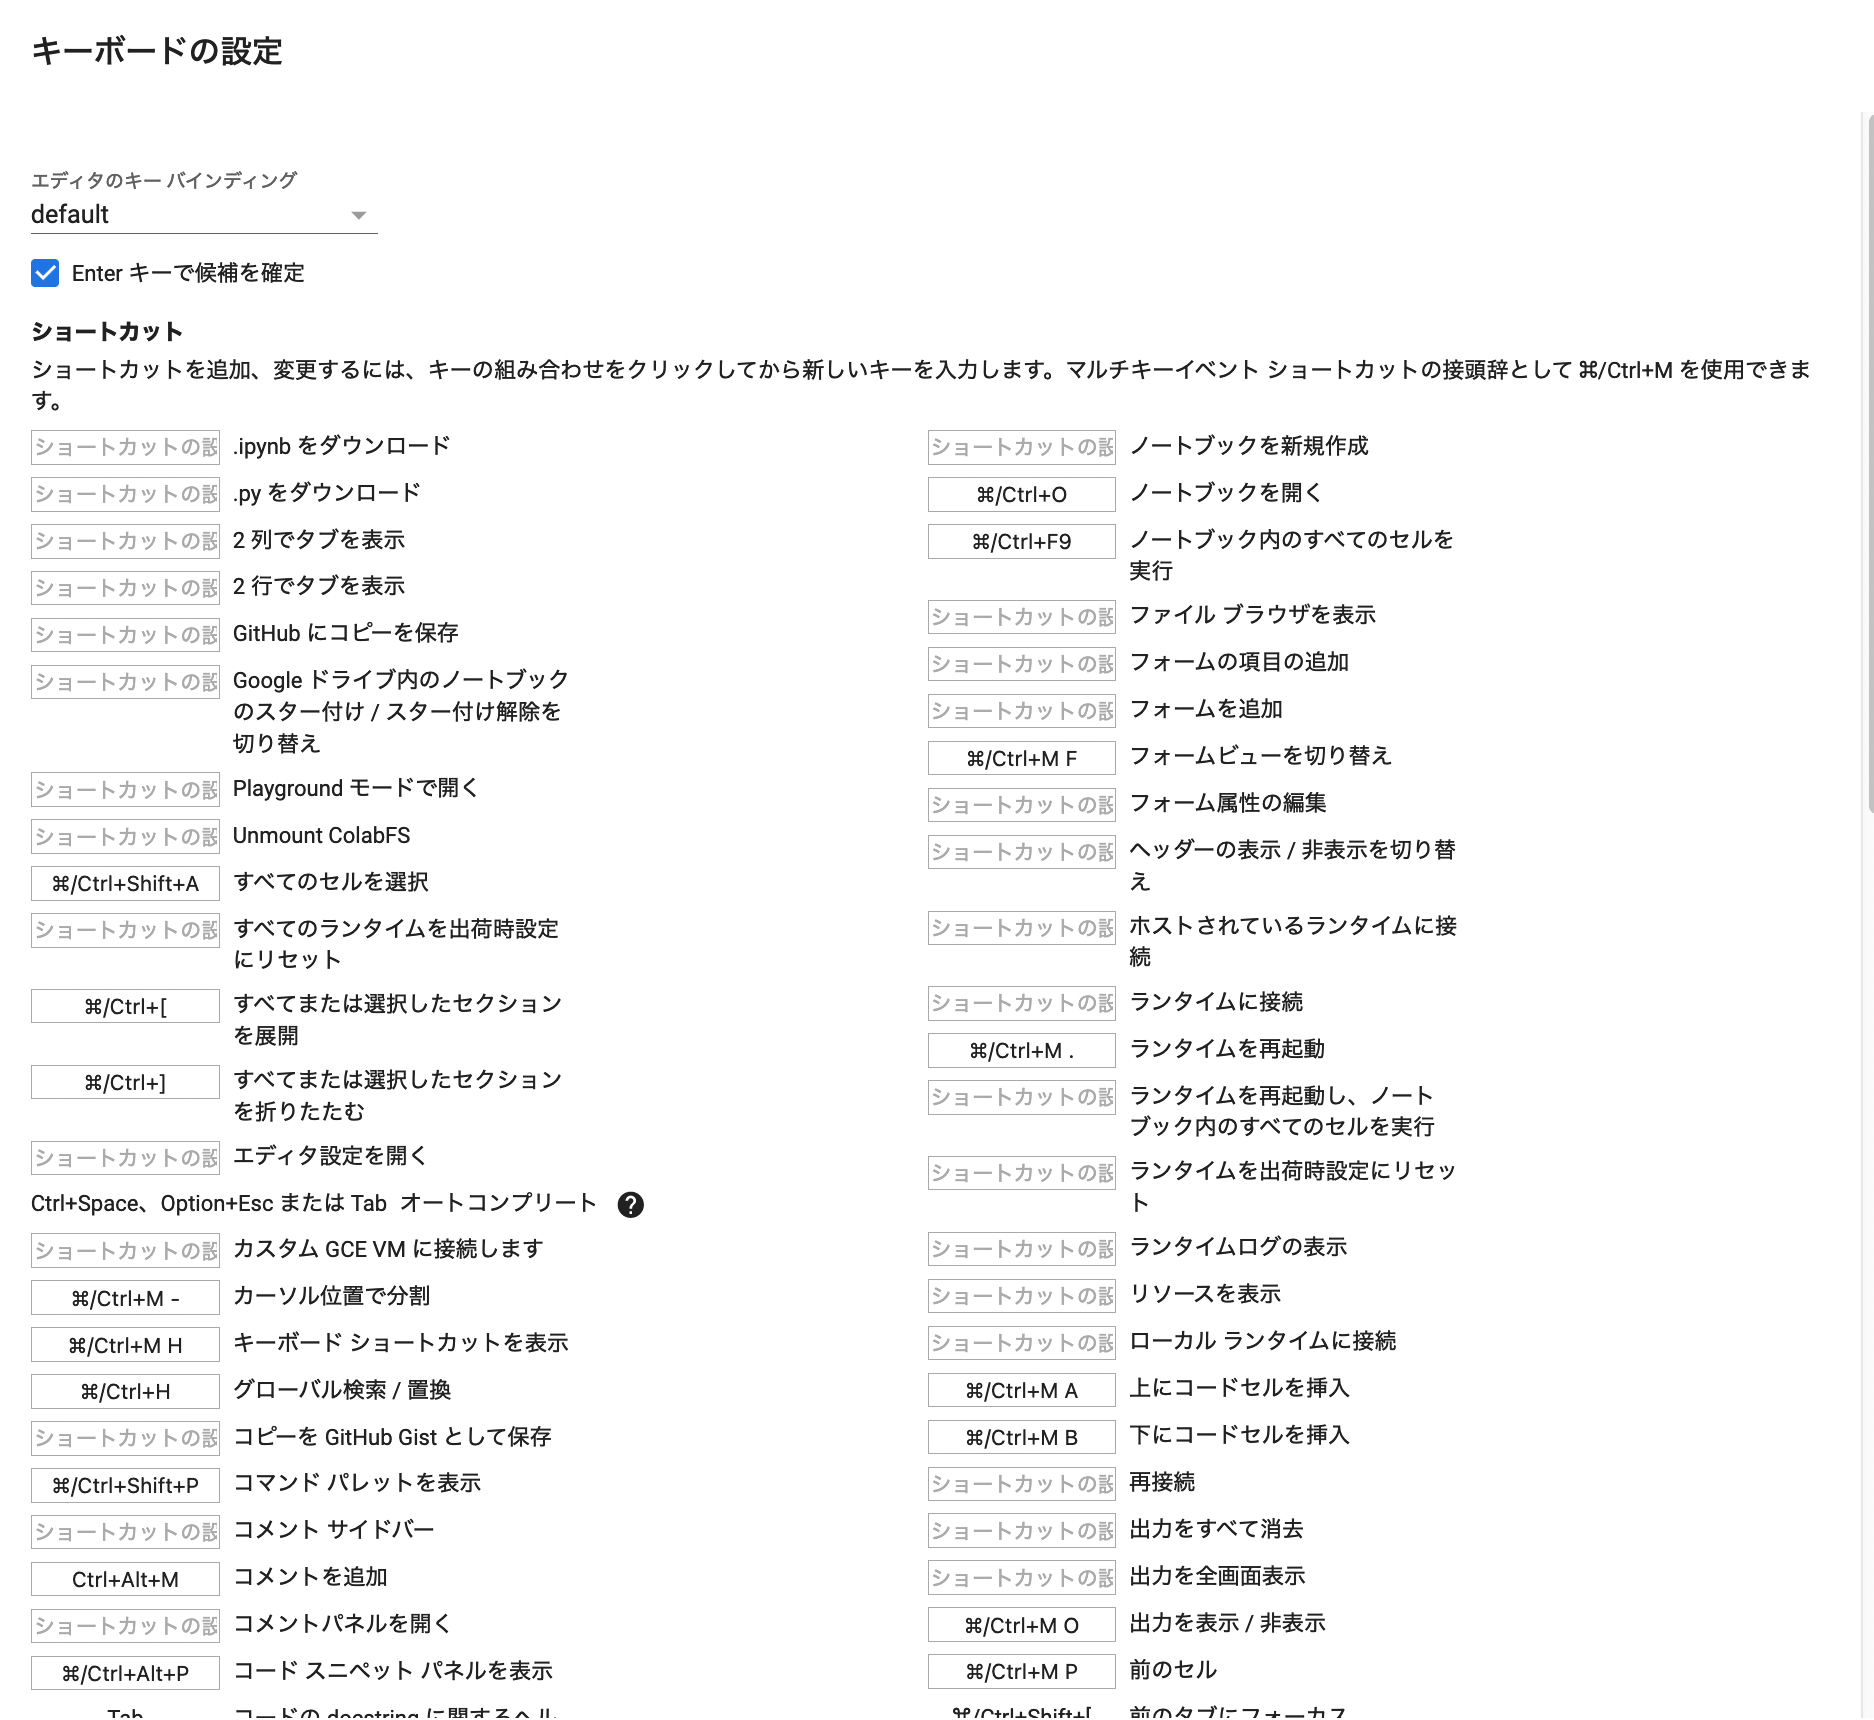 キーボードの設定
エディタのキー バインディング
default
Enter キーで候補を確定
ショートカット
ショートカットを追加、変更するには、キーの組み合わせをクリックしてから新しいキーを入力します。マルチキーイベント ショートカットの接頭辞として ⌘/Ctrl+M を使用できま
す。
ショートカットの設 .ipynb をダウンロード
ショートカットの設 .py をダウンロード
ショートカットの設 2 列でタブを表示
ショートカットの設 2 行でタブを表示
ショートカットの設 GitHub にコピーを保存
ショートカットの設 Google ドライブ内のノートブック
のスター付け / スター付け解除を
切り替え
ショートカットの設 Playground モードで開く
ショートカットの設 Unmount ColabFS
⌘/Ctrl+Shift+A すべてのセルを選択
ショートカットの設 すべてのランタイムを出荷時設定
にリセット
⌘/Ctrl+[ すべてまたは選択したセクション
を展開
⌘/Ctrl+] すべてまたは選択したセクション
を折りたたむ
ショートカットの設 エディタ設定を開く
Ctrl+Space、Option+Esc または Tab オートコンプリート ?
ショートカットの設 カスタム GCE VM に接続します
⌘/Ctrl+M - カーソル位置で分割
⌘/Ctrl+M H キーボード ショートカットを表示
⌘/Ctrl+H グローバル検索 / 置換
ショートカットの設 コピーを GitHub Gist として保存
⌘/Ctrl+Shift+P コマンド パレットを表示
ショートカットの設 コメント サイドバー
Ctrl+Alt+M コメントを追加
ショートカットの設 コメントパネルを開く
⌘/Ctrl+Alt+P コード スニペット パネルを表示
Tab コードの docstring に関するヘル
ショートカットの設 ノートブックを新規作成
⌘/Ctrl+O ノートブックを開く
⌘/Ctrl+F9 ノートブック内のすべてのセルを
実行
ショートカットの設 ファイル ブラウザを表示
ショートカットの設 フォームの項目の追加
ショートカットの設 フォームを追加
⌘/Ctrl+M F フォームビューを切り替え
ショートカットの設 フォーム属性の編集
ショートカットの設 ヘッダーの表示 / 非表示を切り替
え
ショートカットの設 ホストされているランタイムに接
続
ショートカットの設 ランタイムに接続
⌘/Ctrl+M . ランタイムを再起動
ショートカットの設 ランタイムを再起動し、ノート
ブック内のすべてのセルを実行
ショートカットの設 ランタイムを出荷時設定にリセッ
ト
ショートカットの設 ランタイムログの表示
ショートカットの設 リソースを表示
ショートカットの設 ローカル ランタイムに接続
⌘/Ctrl+M A 上にコードセルを挿入
⌘/Ctrl+M B 下にコードセルを挿入
ショートカットの設 再接続
ショートカットの設 出力をすべて消去
ショートカットの設 出力を全画面表示
⌘/Ctrl+M O 出力を表示 / 非表示
⌘/Ctrl+M P 前のセル
⌘/Ctrl+Shift+[ 前のタブにフォーカス